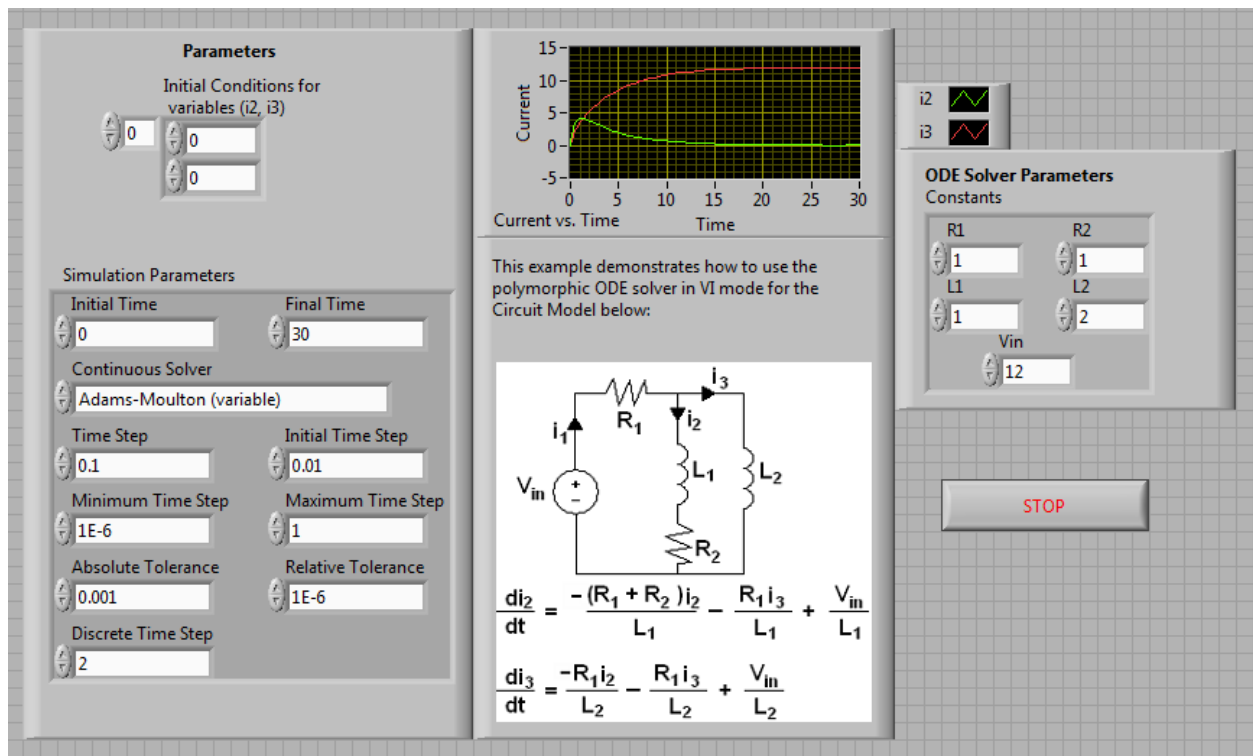 Parameters
Initial Conditions for
variables (i2, i3)
0
0
0
Simulation Parameters
Initial Time Final Time
0 30
Continuous Solver
Adams-Moulton (variable)
Time Step Initial Time Step
0.1 0.01
Minimum Time Step Maximum Time Step
1E-6 1
Absolute Tolerance Relative Tolerance
0.001 1E-6
Discrete Time Step
2
15
10
5
0
-5
Current
0 5 10 15 20 25 30
Current vs. Time Time
This example demonstrates how to use the
polymorphic ODE solver in VI mode for the
Circuit Model below:
i₃
R₁
i₂
i₁
L₁ L₂
Vᵢₙ
+
−
R₂
di₂/dt = −(R₁ + R₂)i₂/L₁ − R₁i₃/L₁ + Vᵢₙ/L₁
di₃/dt = −R₁i₂/L₂ − R₁i₃/L₂ + Vᵢₙ/L₂
i2
i3
ODE Solver Parameters
Constants
R1 R2
1 1
L1 L2
1 2
Vin
12
STOP